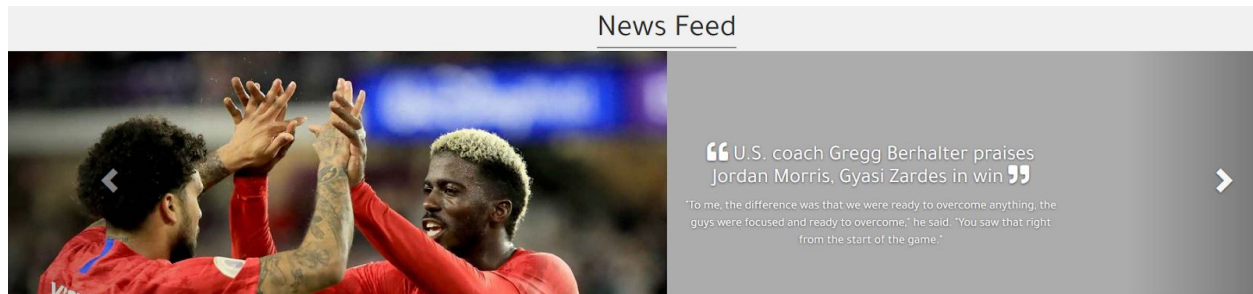 News Feed
❝ U.S. coach Gregg Berhalter praises
Jordan Morris, Gyasi Zardes in win ❞
"To me, the difference was that we were ready to overcome anything, the
guys were focused and ready to overcome," he said. "You saw that right
from the start of the game."